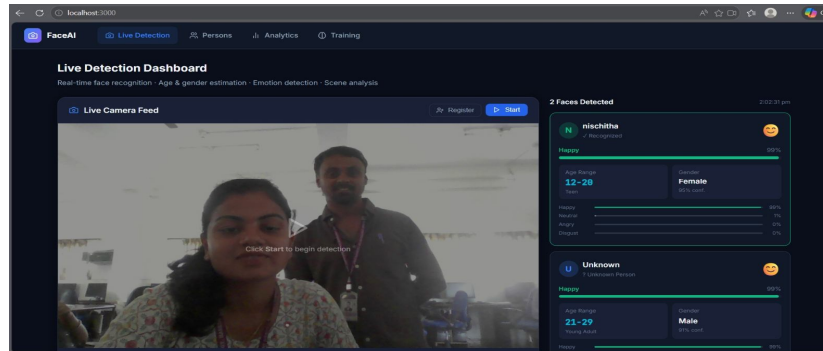 localhost:3000
FaceAI
Live Detection
Persons
Analytics
Training
Live Detection Dashboard
Real-time face recognition · Age & gender estimation · Emotion detection · Scene analysis
Live Camera Feed
Register
Start
Click Start to begin detection
2 Faces Detected
2:03:31 pm
N
nischitha
✓ Recognized
Happy
99%
Age Range
12-20
Teen
Gender
Female
Happy
99%
Neutral
1%
Angry
0%
Disgust
0%
U
Unknown
? Unknown Person
Happy
99%
Age Range
21-29
Young Adult
Gender
Male
Happy
99%